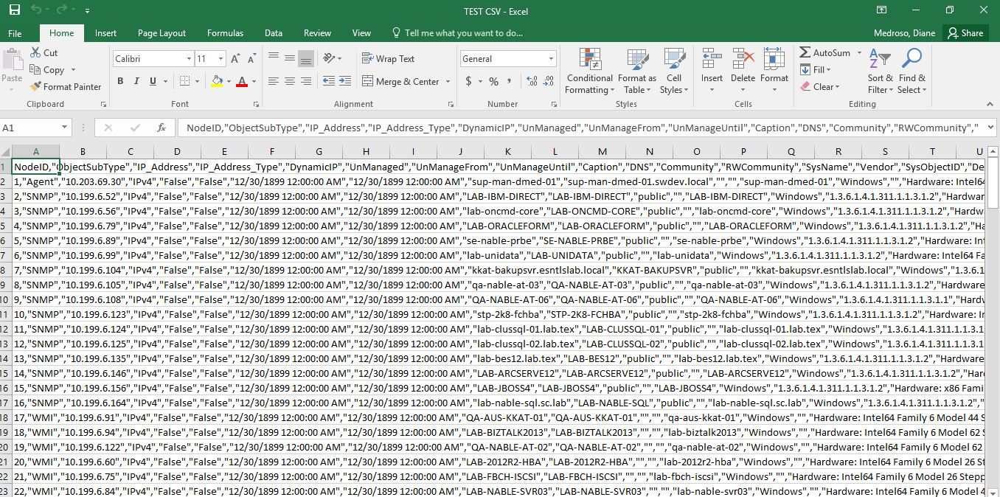 TEST CSV - Excel
File Home Insert Page Layout Formulas Data Review View Tell me what you want to do... Medroso, Diane Share
Cut
Copy
Format Painter
Paste
Clipboard
Calibri 11
B I U
Font
Wrap Text
Merge & Center
Alignment
General
$ % ,
Number
Conditional Formatting
Format as Table
Cell Styles
Styles
Insert Delete Format
Cells
AutoSum
Fill
Clear
Sort & Filter
Find & Select
Editing
A1 fx NodeID,"ObjectSubType","IP_Address","IP_Address_Type","DynamicIP","UnManaged","UnManageFrom","UnManageUntil","Caption","DNS","Community","RWCommunity","
A B C D E F G H I J K L M N O P Q R S T U
1 NodeID,"ObjectSubType","IP_Address","IP_Address_Type","DynamicIP","UnManaged","UnManageFrom","UnManageUntil","Caption","DNS","Community","RWCommunity","SysName","Vendor","SysObjectID","De
2 1,"Agent","10.203.69.30","IPv4","False","False","12/30/1899 12:00:00 AM","12/30/1899 12:00:00 AM","sup-man-dmed-01","sup-man-dmed-01.swdev.local","","","sup-man-dmed-01","Windows","","Hardware: Intel64
3 2,"SNMP","10.199.6.52","IPv4","False","False","12/30/1899 12:00:00 AM","12/30/1899 12:00:00 AM","LAB-IBM-DIRECT","LAB-IBM-DIRECT","public","","LAB-IBM-DIRECT","Windows","1.3.6.1.4.1.311.1.1.3.1.2","Hardwar
4 3,"SNMP","10.199.6.56","IPv4","False","False","12/30/1899 12:00:00 AM","12/30/1899 12:00:00 AM","lab-oncmd-core","LAB-ONCMD-CORE","public","","lab-oncmd-core","Windows","1.3.6.1.4.1.311.1.1.3.1.2","Hardw
5 4,"SNMP","10.199.6.79","IPv4","False","False","12/30/1899 12:00:00 AM","12/30/1899 12:00:00 AM","LAB-ORACLEFORM","LAB-ORACLEFORM","public","","LAB-ORACLEFORM","Windows","1.3.6.1.4.1.311.1.1.3.1.2","Ha
6 5,"SNMP","10.199.6.89","IPv4","False","False","12/30/1899 12:00:00 AM","12/30/1899 12:00:00 AM","se-nable-prbe","SE-NABLE-PRBE","public","","se-nable-prbe","Windows","1.3.6.1.4.1.311.1.1.3.1.2","Hardware: Int
7 6,"SNMP","10.199.6.99","IPv4","False","False","12/30/1899 12:00:00 AM","12/30/1899 12:00:00 AM","lab-unidata","LAB-UNIDATA","public","","lab-unidata","Windows","1.3.6.1.4.1.311.1.1.3.1.2","Hardware: Intel64 Fa
8 7,"SNMP","10.199.6.104","IPv4","False","False","12/30/1899 12:00:00 AM","12/30/1899 12:00:00 AM","kkat-bakupsvr.esntlslab.local","KKAT-BAKUPSVR","public","","kkat-bakupsvr.esntlslab.local","Windows","1.3.6.1
9 8,"SNMP","10.199.6.105","IPv4","False","False","12/30/1899 12:00:00 AM","12/30/1899 12:00:00 AM","qa-nable-at-03","QA-NABLE-AT-03","public","","qa-nable-at-03","Windows","1.3.6.1.4.1.311.1.1.3.1.2","Hardware
10 9,"SNMP","10.199.6.108","IPv4","False","False","12/30/1899 12:00:00 AM","12/30/1899 12:00:00 AM","QA-NABLE-AT-06","QA-NABLE-AT-06","public","","QA-NABLE-AT-06","Windows","1.3.6.1.4.1.311.1.1.3.1.1","Hardw
11 10,"SNMP","10.199.6.123","IPv4","False","False","12/30/1899 12:00:00 AM","12/30/1899 12:00:00 AM","stp-2k8-fchba","STP-2K8-FCHBA","public","","stp-2k8-fchba","Windows","1.3.6.1.4.1.311.1.1.3.1.2","Hardware: I
12 11,"SNMP","10.199.6.124","IPv4","False","False","12/30/1899 12:00:00 AM","12/30/1899 12:00:00 AM","lab-clussql-01.lab.tex","LAB-CLUSSQL-01","public","","lab-clussql-01.lab.tex","Windows","1.3.6.1.4.1.311.1.1.3.1
13 12,"SNMP","10.199.6.125","IPv4","False","False","12/30/1899 12:00:00 AM","12/30/1899 12:00:00 AM","lab-clussql-02.lab.tex","LAB-CLUSSQL-02","public","","lab-clussql-02.lab.tex","Windows","1.3.6.1.4.1.311.1.1.3.1
14 13,"SNMP","10.199.6.135","IPv4","False","False","12/30/1899 12:00:00 AM","12/30/1899 12:00:00 AM","lab-bes12.lab.tex","LAB-BES12","public","","lab-bes12.lab.tex","Windows","1.3.6.1.4.1.311.1.1.3.1.2","Hardware:
15 14,"SNMP","10.199.6.146","IPv4","False","False","12/30/1899 12:00:00 AM","12/30/1899 12:00:00 AM","LAB-ARCSERVE12","LAB-ARCSERVE12","public","","LAB-ARCSERVE12","Windows","1.3.6.1.4.1.311.1.1.3.1.2","Har
16 15,"SNMP","10.199.6.156","IPv4","False","False","12/30/1899 12:00:00 AM","12/30/1899 12:00:00 AM","LAB-JBOSS4","LAB-JBOSS4","public","","LAB-JBOSS4","Windows","1.3.6.1.4.1.311.1.1.3.1.2","Hardware: x86 Fami
17 16,"SNMP","10.199.6.164","IPv4","False","False","12/30/1899 12:00:00 AM","12/30/1899 12:00:00 AM","lab-nable-sql.sc.lab","LAB-NABLE-SQL","public","","lab-nable-sql.sc.lab","Windows","1.3.6.1.4.1.311.1.1.3.1.2","
18 17,"WMI","10.199.6.91","IPv4","False","False","12/30/1899 12:00:00 AM","12/30/1899 12:00:00 AM","QA-AUS-KKAT-01","QA-AUS-KKAT-01","","","qa-aus-kkat-01","Windows","","Hardware: Intel64 Family 6 Model 44 S
19 18,"WMI","10.199.6.94","IPv4","False","False","12/30/1899 12:00:00 AM","12/30/1899 12:00:00 AM","LAB-BIZTALK2013","LAB-BIZTALK2013","","","lab-biztalk2013","Windows","","Hardware: Intel64 Family 6 Model 62 S
20 19,"WMI","10.199.6.122","IPv4","False","False","12/30/1899 12:00:00 AM","12/30/1899 12:00:00 AM","QA-NABLE-AT-02","QA-NABLE-AT-02","","","qa-nable-at-02","Windows","","Hardware: Intel64 Family 6 Model 62
21 20,"WMI","10.199.6.60","IPv4","False","False","12/30/1899 12:00:00 AM","12/30/1899 12:00:00 AM","LAB-2012R2-HBA","LAB-2012R2-HBA","","","lab-2012r2-hba","Windows","","Hardware: Intel64 Family 6 Model 26 St
22 21,"WMI","10.199.6.75","IPv4","False","False","12/30/1899 12:00:00 AM","12/30/1899 12:00:00 AM","LAB-FBCH-ISCSI","LAB-FBCH-ISCSI","","","lab-fbch-iscsi","Windows","","Hardware: Intel64 Family 6 Model 26 Stepp
23 22,"WMI","10.199.6.84","IPv4","False","False","12/30/1899 12:00:00 AM","12/30/1899 12:00:00 AM","LAB-NABLE-SVR03","LAB-NABLE-SVR03","","","lab-nable-svr03","Windows","","Hardware: Intel64 Family 6 Model 4